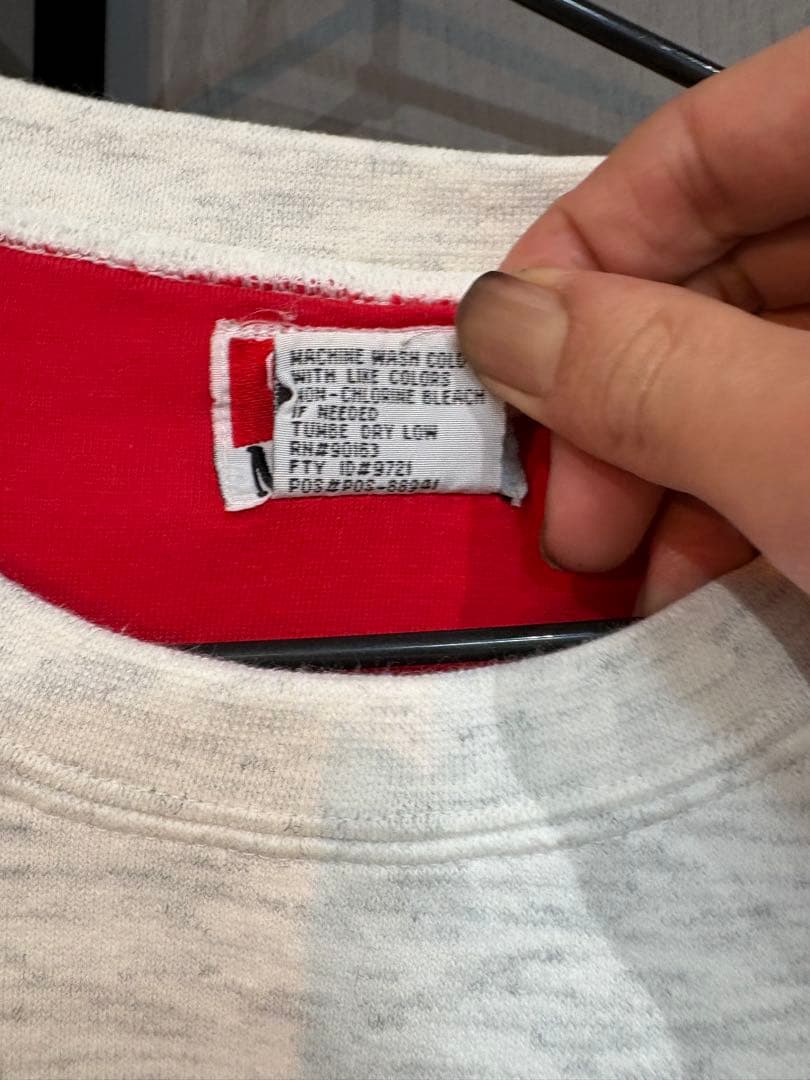 MACHINE WASH COLD
WITH LIKE COLORS
NON-CHLORINE BLEACH
IF NEEDED
TUMBE DRY LOW
RN#90163
FTY ID#9721
POS#POS-88941